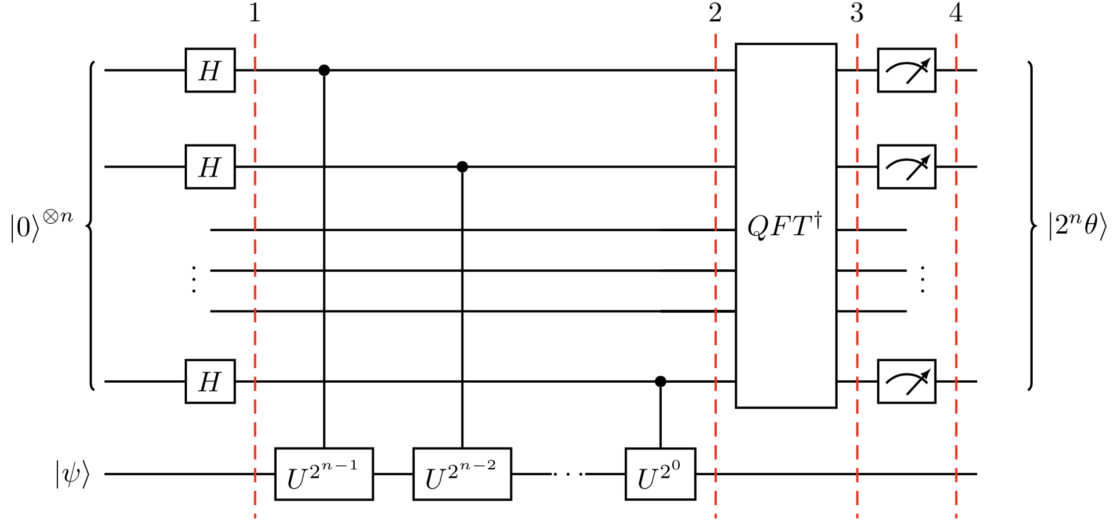 1 2 3 4
H
H
|0⟩^{⊗n} QFT^† |2^nθ⟩
⋮ ⋮
H
|ψ⟩ U^{2^{n-1}} U^{2^{n-2}} ··· U^{2^0}